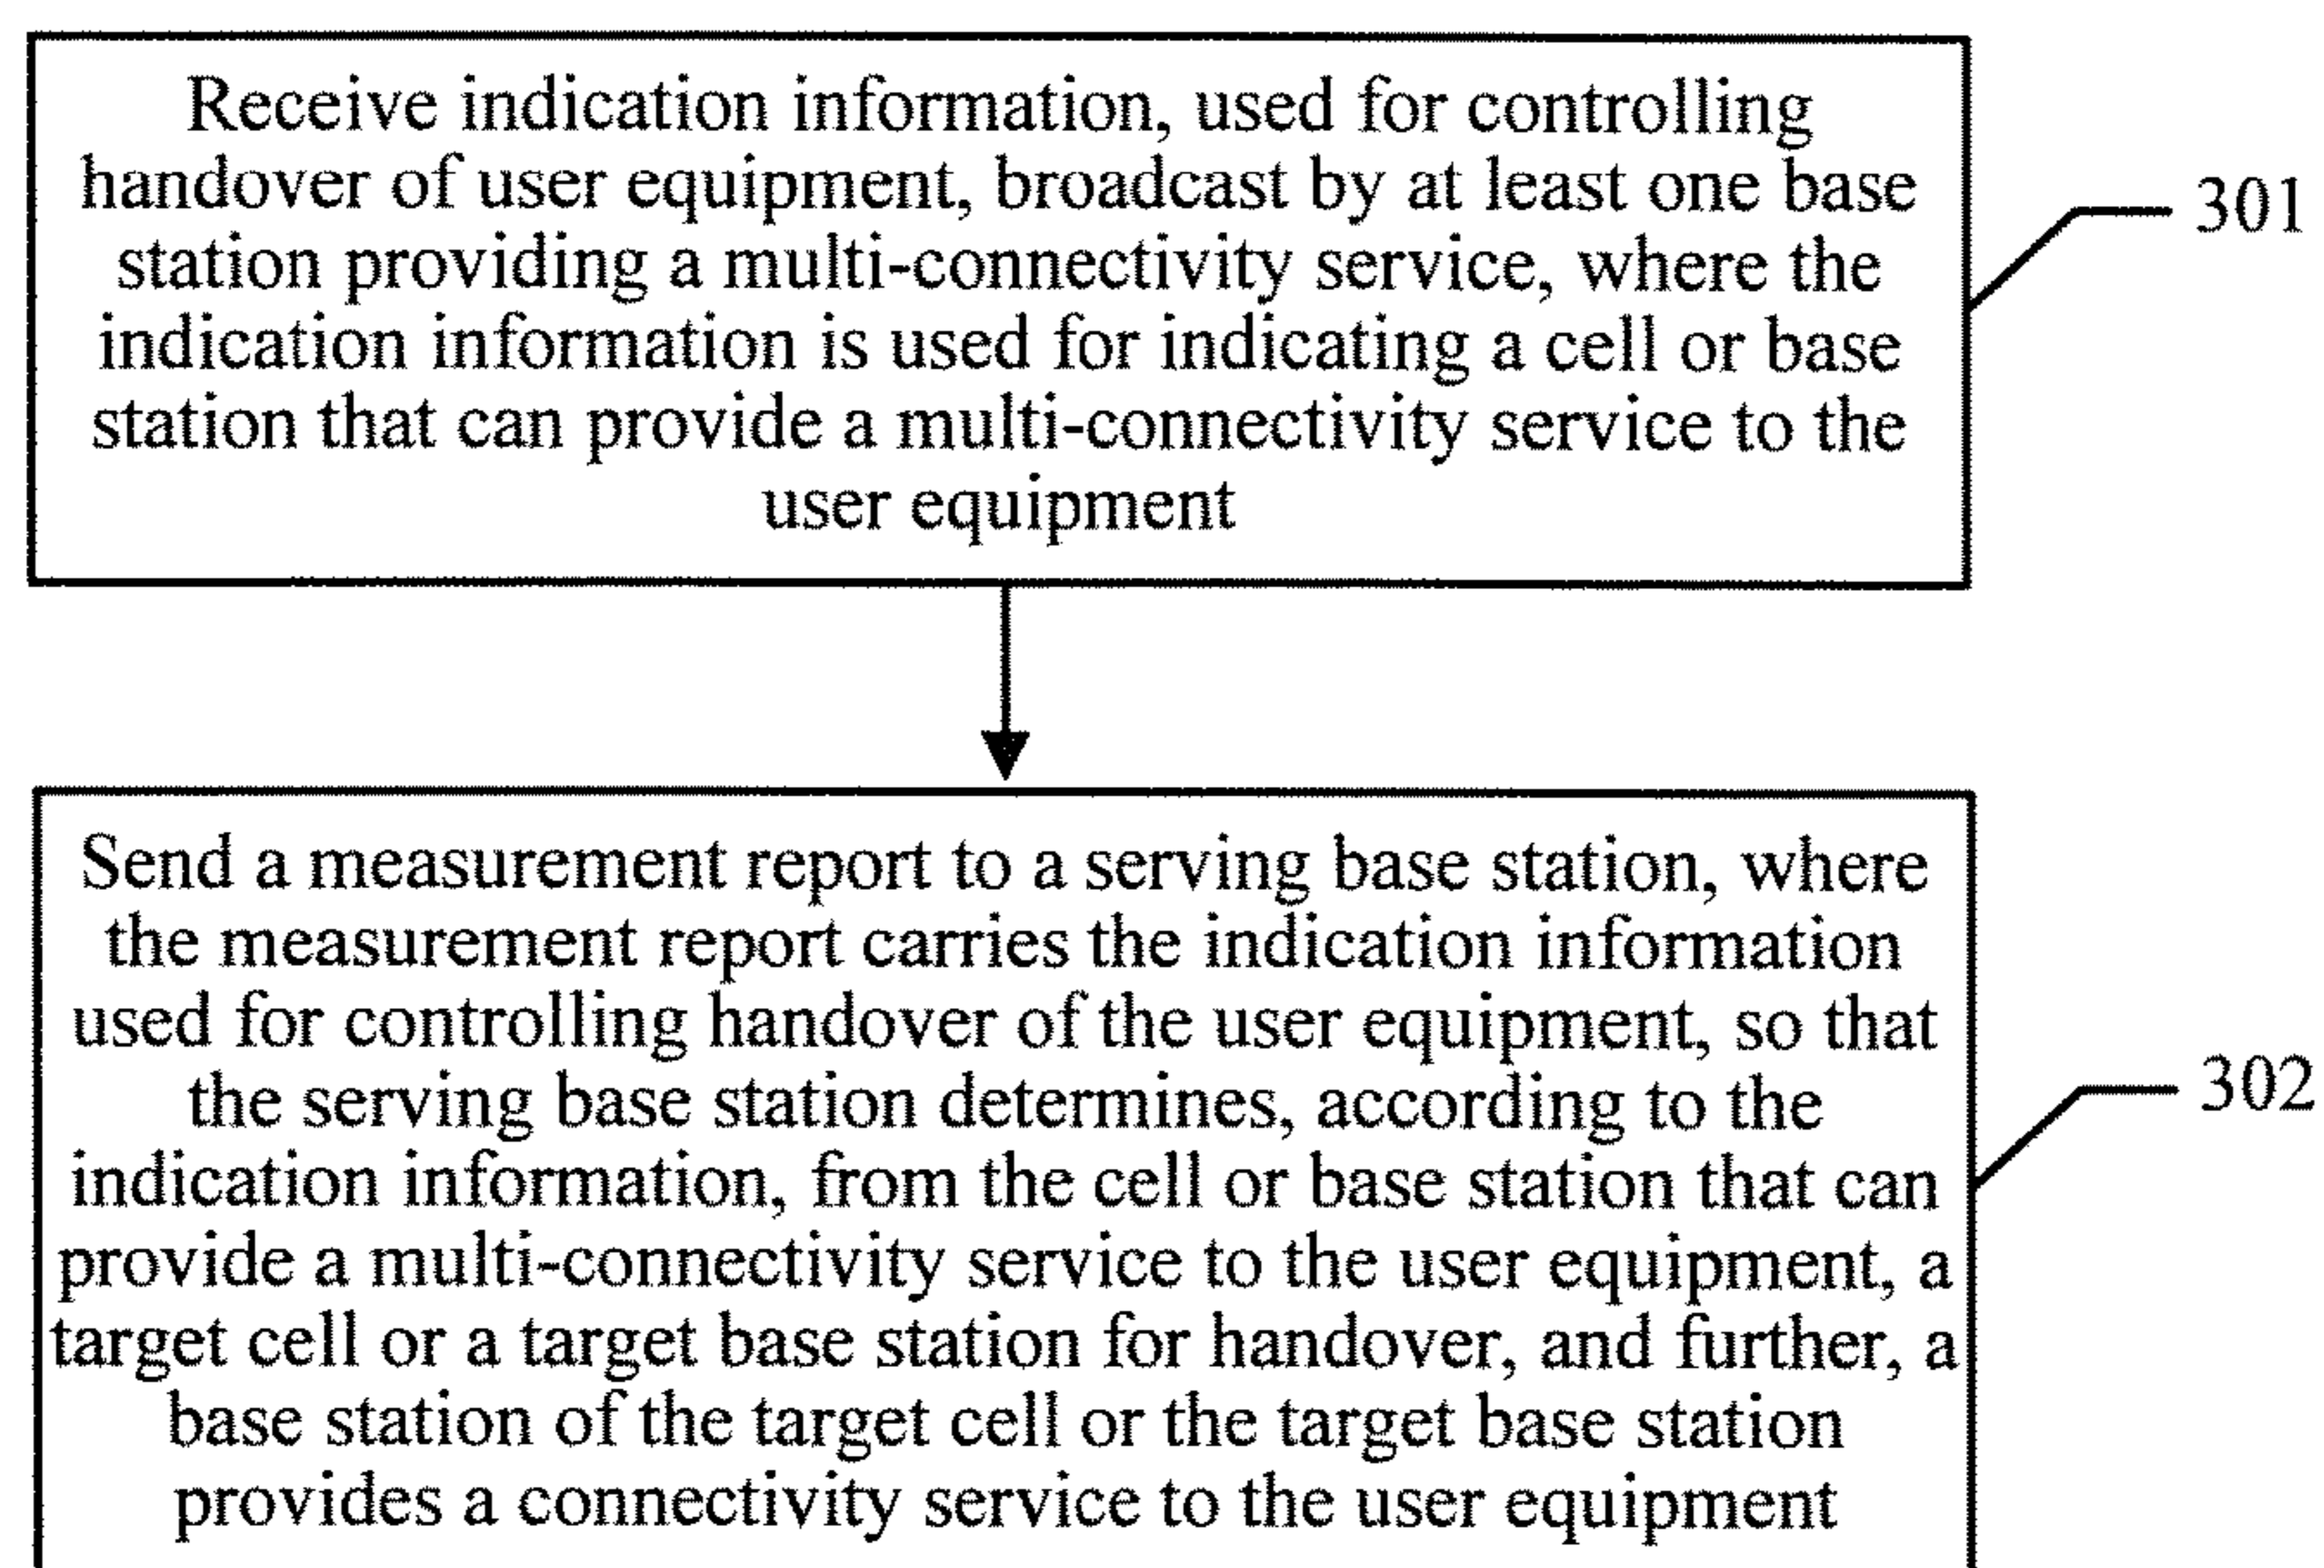 Receive indication information, used for controlling
handover of user equipment, broadcast by at least one base
station providing a multi-connectivity service, where the
indication information is used for indicating a cell or base
station that can provide a multi-connectivity service to the
user equipment
301
Send a measurement report to a serving base station, where
the measurement report carries the indication information
used for controlling handover of the user equipment, so that
the serving base station determines, according to the
indication information, from the cell or base station that can
provide a multi-connectivity service to the user equipment, a
target cell or a target base station for handover, and further, a
base station of the target cell or the target base station
provides a connectivity service to the user equipment
302